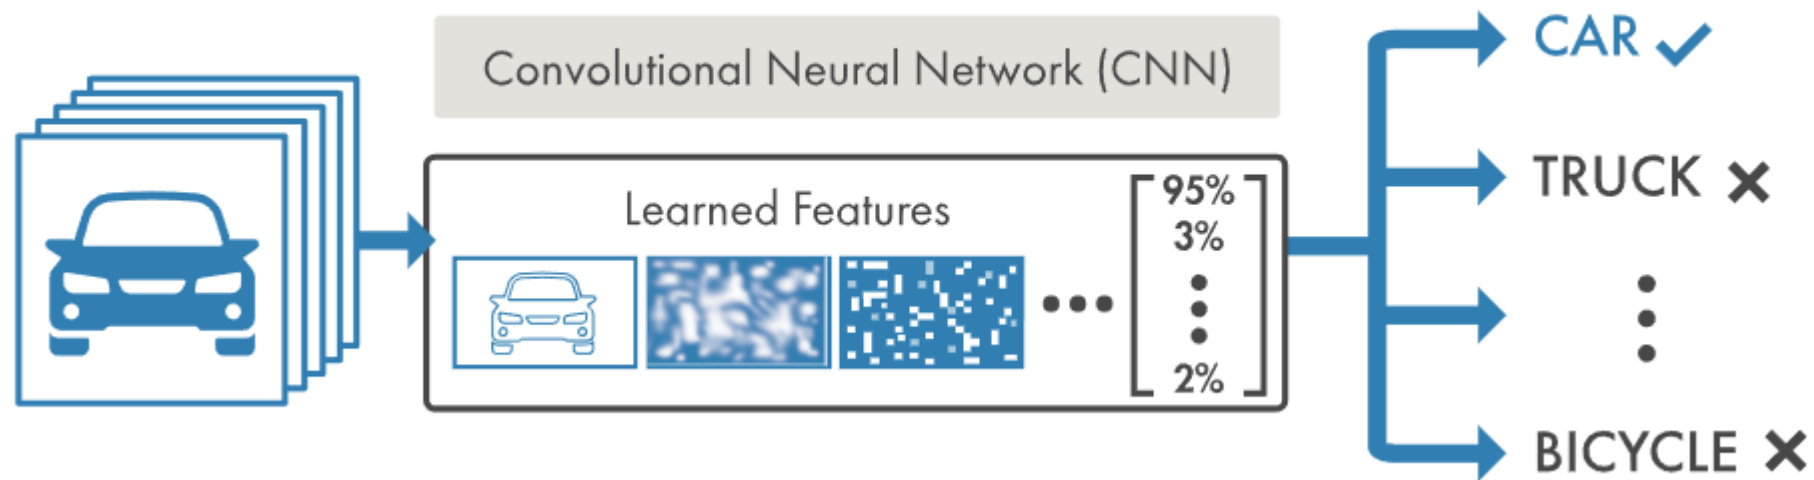 Convolutional Neural Network (CNN)
Learned Features
95%
3%
2%
CAR
TRUCK
BICYCLE